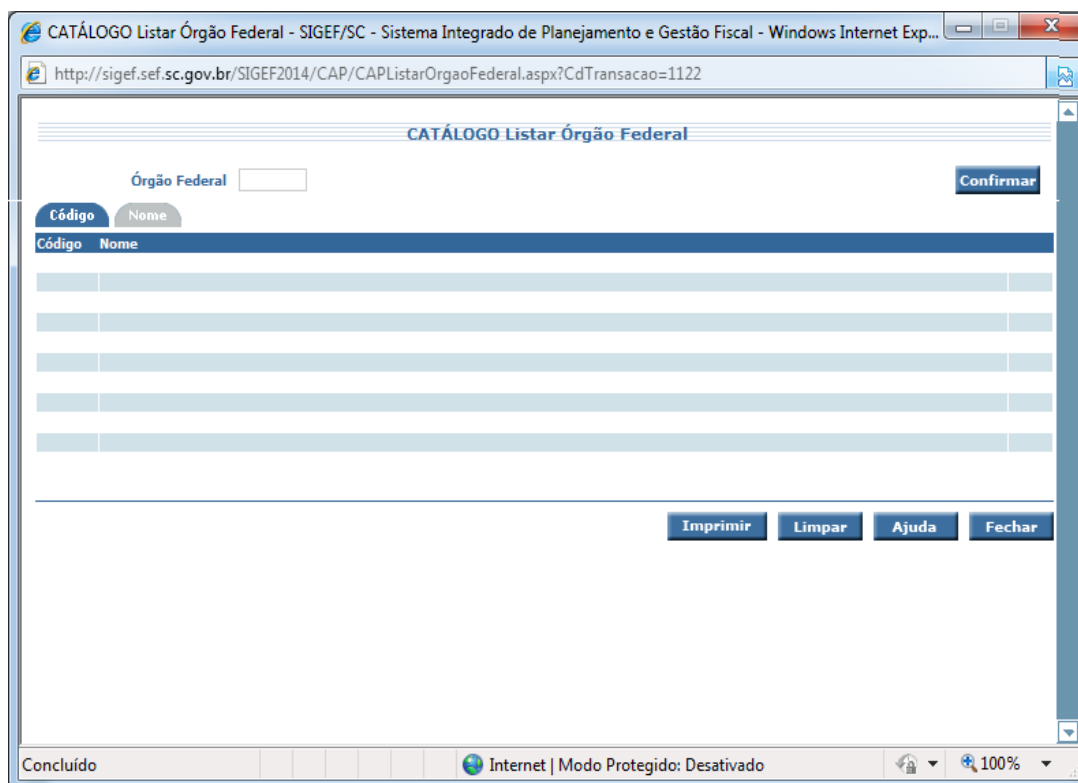 CATÁLOGO Listar Órgão Federal - SIGEF/SC - Sistema Integrado de Planejamento e Gestão Fiscal - Windows Internet Exp...
http://sigef.sef.sc.gov.br/SIGEF2014/CAP/CAPListarOrgaoFederal.aspx?CdTransacao=1122
CATÁLOGO Listar Órgão Federal
Órgão Federal Confirmar
Código Nome
Código Nome
Imprimir Limpar Ajuda Fechar
Concluído Internet | Modo Protegido: Desativado 100%